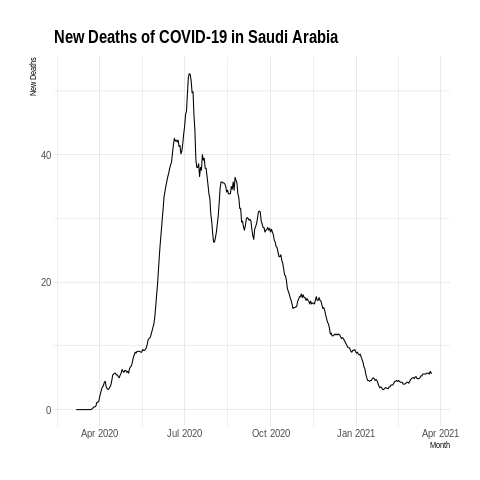 New Deaths of COVID-19 in Saudi Arabia
New Deaths
40
20
0
Apr 2020
Jul 2020
Oct 2020
Jan 2021
Apr 2021
Month